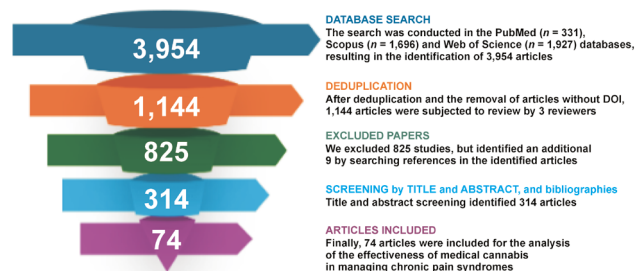 3,954
DATABASE SEARCH
The search was conducted in the PubMed (n = 331),
Scopus (n = 1,696) and Web of Science (n = 1,927) databases,
resulting in the identification of 3,954 articles
1,144
DEDUPLICATION
After deduplication and the removal of articles without DOI,
1,144 articles were subjected to review by 3 reviewers
825
EXCLUDED PAPERS
We excluded 825 studies, but identified an additional
9 by searching references in the identified articles
314
SCREENING by TITLE and ABSTRACT, and bibliographies
Title and abstract screening identified 314 articles
74
ARTICLES INCLUDED
Finally, 74 articles were included for the analysis
of the effectiveness of medical cannabis
in managing chronic pain syndromes